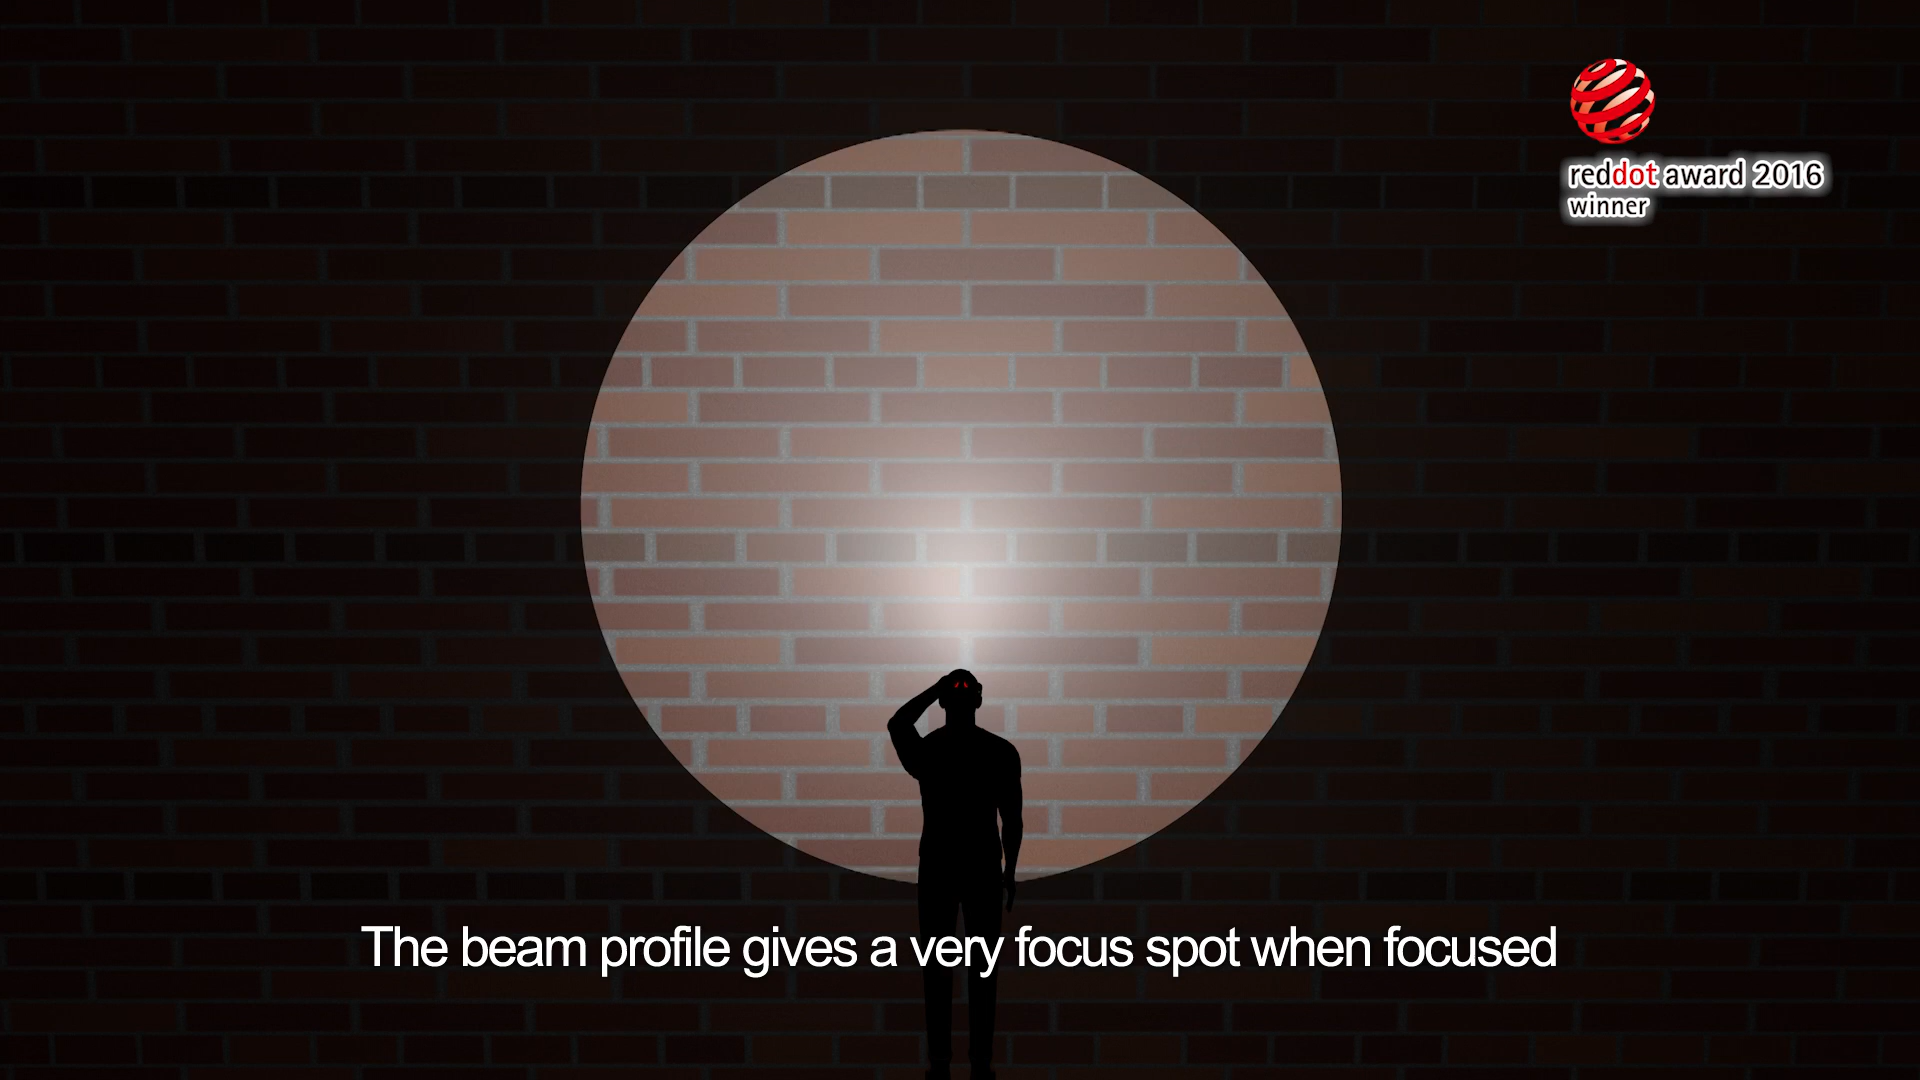 reddot award 2016
winner
The beam profile gives a very focus spot when focused